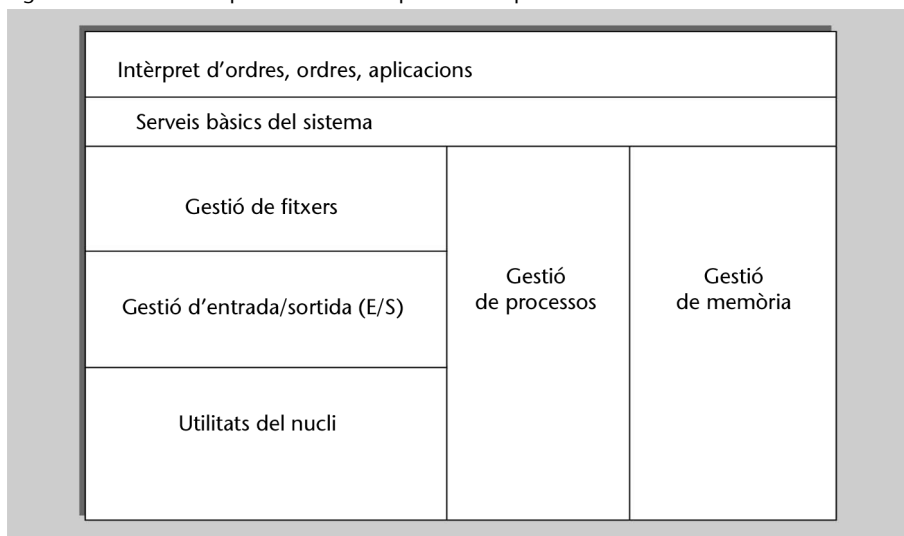 Intèrpret d'ordres, ordres, aplicacions
Serveis bàsics del sistema
Gestió de fitxers
Gestió d'entrada/sortida (E/S)
Utilitats del nucli
Gestió
de processos
Gestió
de memòria